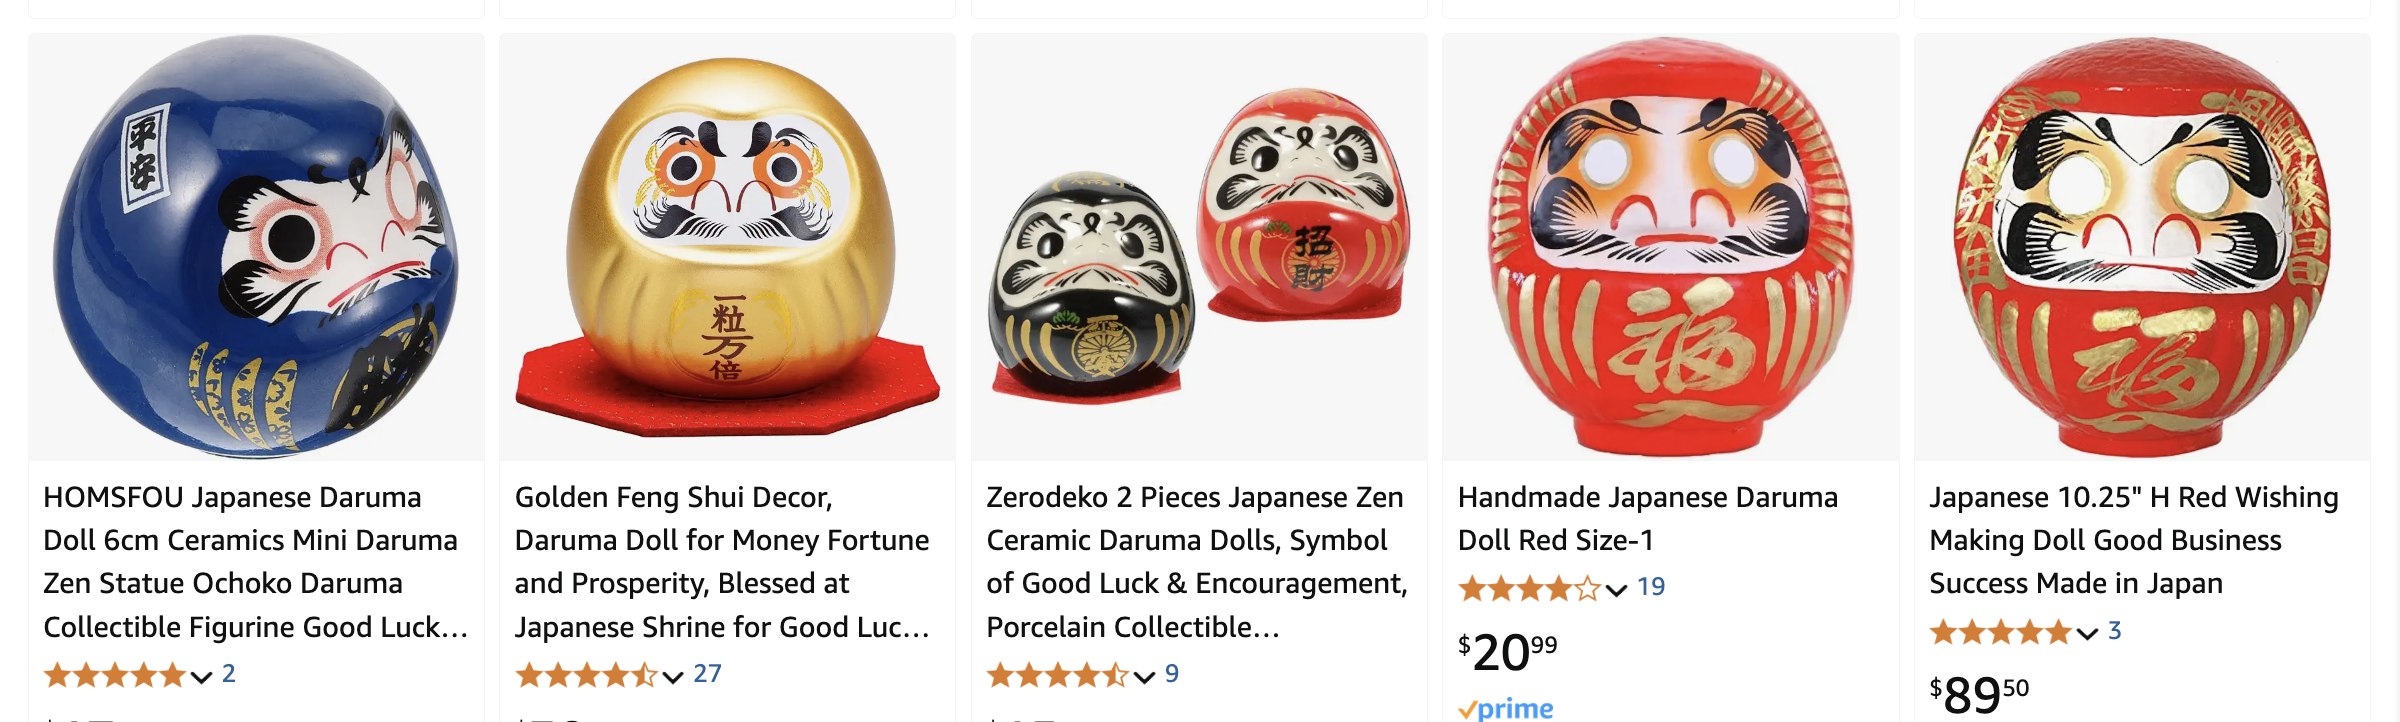 平安
一粒
万
倍
招
財
福
福
HOMSFOU Japanese Daruma
Doll 6cm Ceramics Mini Daruma
Zen Statue Ochoko Daruma
Collectible Figurine Good Luck...
2
Golden Feng Shui Decor,
Daruma Doll for Money Fortune
and Prosperity, Blessed at
Japanese Shrine for Good Luc...
27
Zerodeko 2 Pieces Japanese Zen
Ceramic Daruma Dolls, Symbol
of Good Luck & Encouragement,
Porcelain Collectible...
9
Handmade Japanese Daruma
Doll Red Size-1
19
$20.99
prime
Japanese 10.25" H Red Wishing
Making Doll Good Business
Success Made in Japan
3
$89.50